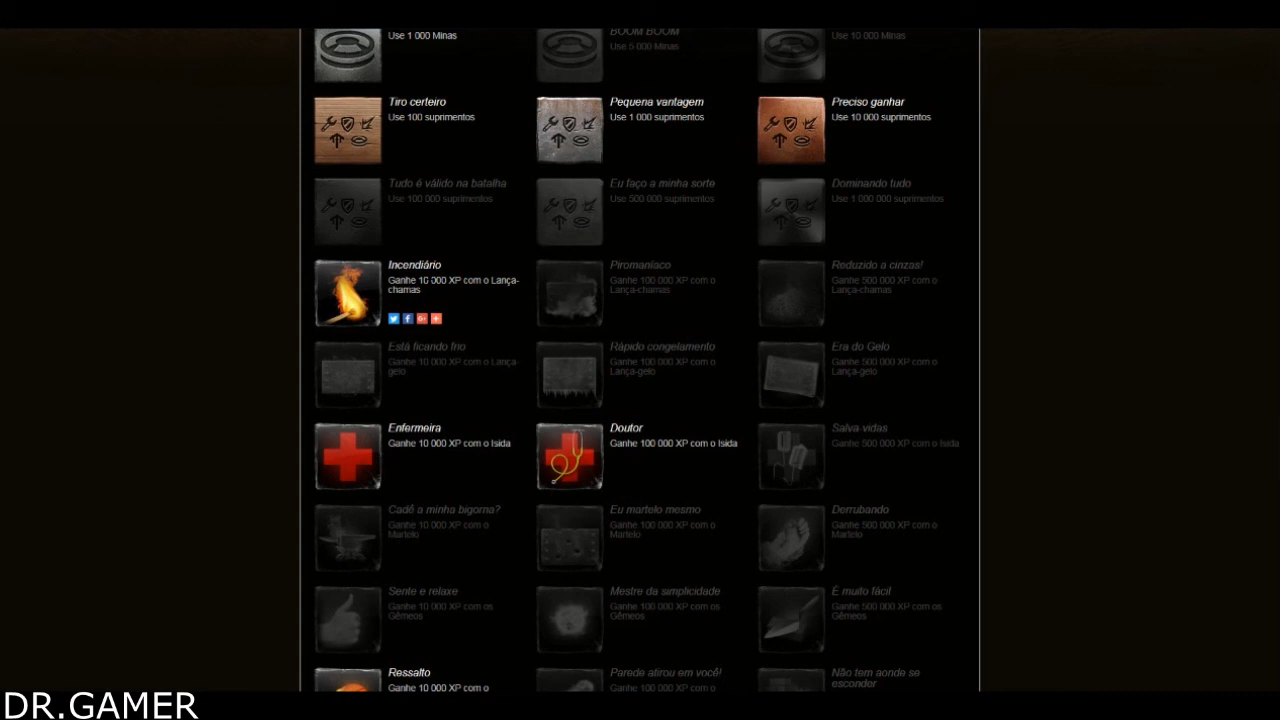 Use 1 000 Minas
BOOM BOOM
Use 5 000 Minas
Use 10 000 Minas
Tiro certeiro
Use 100 suprimentos
Pequena vantagem
Use 1 000 suprimentos
Preciso ganhar
Use 10 000 suprimentos
Tudo é válido na batalha
Use 100 000 suprimentos
Eu faço a minha sorte
Use 500 000 suprimentos
Dominando tudo
Use 1 000 000 suprimentos
Incendiário
Ganhe 10 000 XP com o Lança-
chamas
Piromaníaco
Ganhe 100 000 XP com o
Lança-chamas
Reduzido a cinzas!
Ganhe 500 000 XP com o
Lança-chamas
Está ficando frio
Ganhe 10 000 XP com o Lança-
gelo
Rápido congelamento
Ganhe 100 000 XP com o
Lança-gelo
Era do Gelo
Ganhe 500 000 XP com o
Lança-gelo
Enfermeira
Ganhe 10 000 XP com o Isida
Doutor
Ganhe 100 000 XP com o Isida
Salva-vidas
Ganhe 500 000 XP com o Isida
Cadê a minha bigorna?
Ganhe 10 000 XP com o
Martelo
Eu martelo mesmo
Ganhe 100 000 XP com o
Martelo
Derrubando
Ganhe 500 000 XP com o
Martelo
Sente e relaxe
Ganhe 10 000 XP com os
Gêmeos
Mestre da simplicidade
Ganhe 100 000 XP com os
Gêmeos
É muito fácil
Ganhe 500 000 XP com os
Gêmeos
Ressalto
Ganhe 10 000 XP com o
Parede atirou em você!
Ganhe 100 000 XP com o
Não tem aonde se
esconder
DR.GAMER